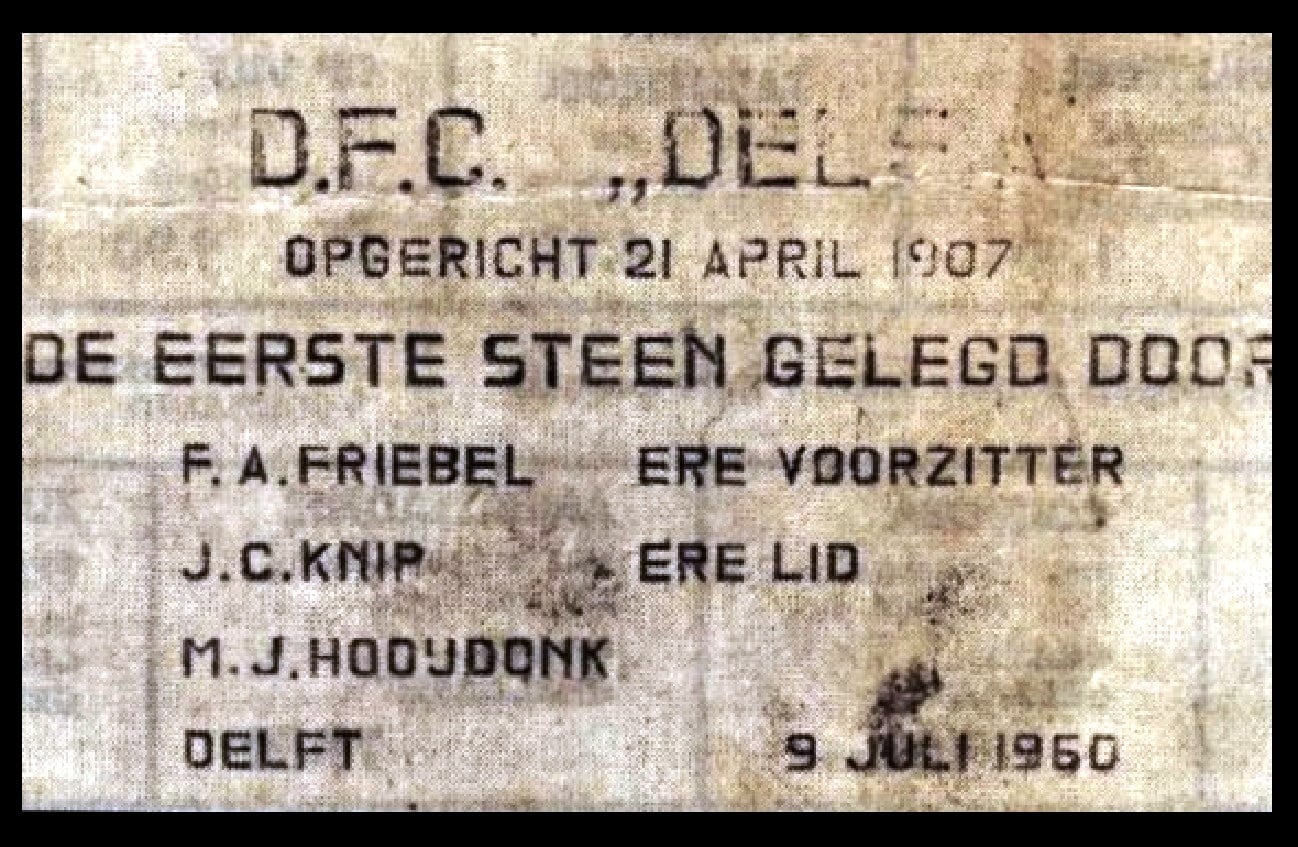 D.F.C. „DELF
OPGERICHT 21 APRIL 1907
DE EERSTE STEEN GELEGD DOOR
F.A.FRIEBEL ERE VOORZITTER
J.C.KNIP ERE LID
M.J.HOOYDONK
DELFT 9 JULI 1960